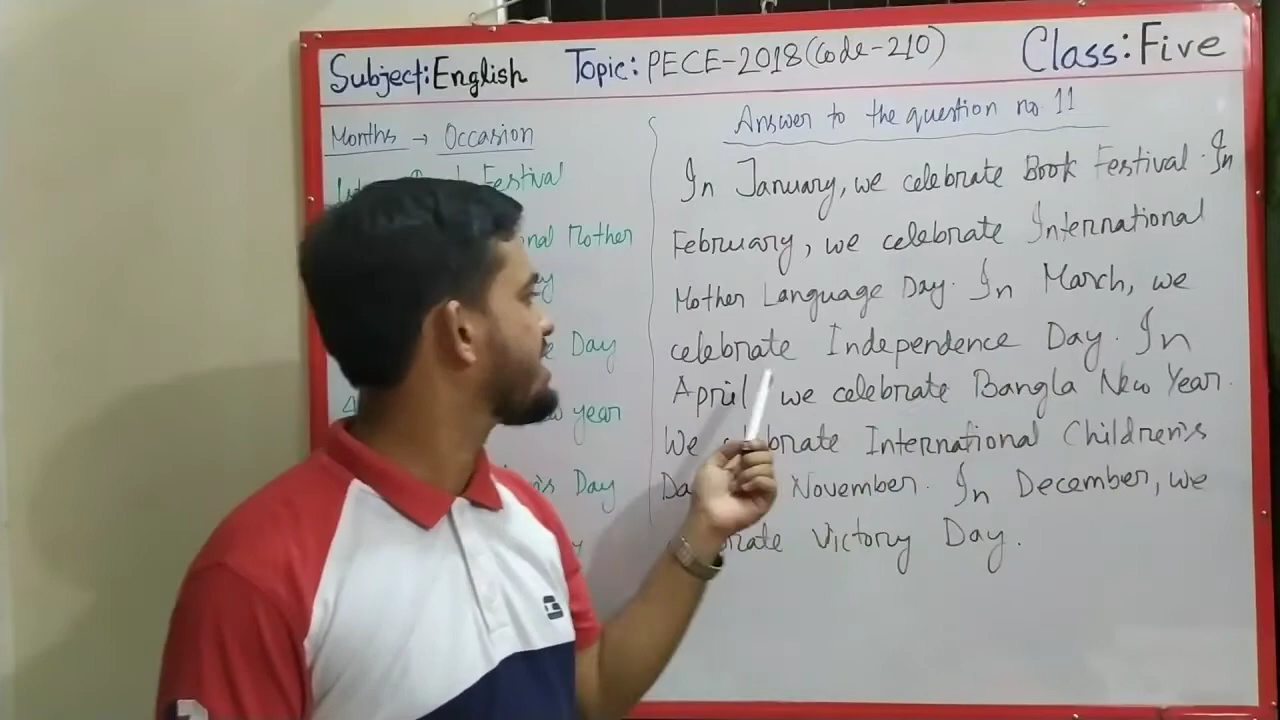 Subject: English Topic: PECE-2018 (Code-210) Class: Five
Months → Occasion
Festival
Mother
Day
year
Day
Answer to the question no 11
In January, we celebrate Book Festival. In
February, we celebrate International
Mother Language Day. In March, we
celebrate Independence Day. In
April, we celebrate Bangla New Year.
We International Children's
November. In December, we
Victory Day.